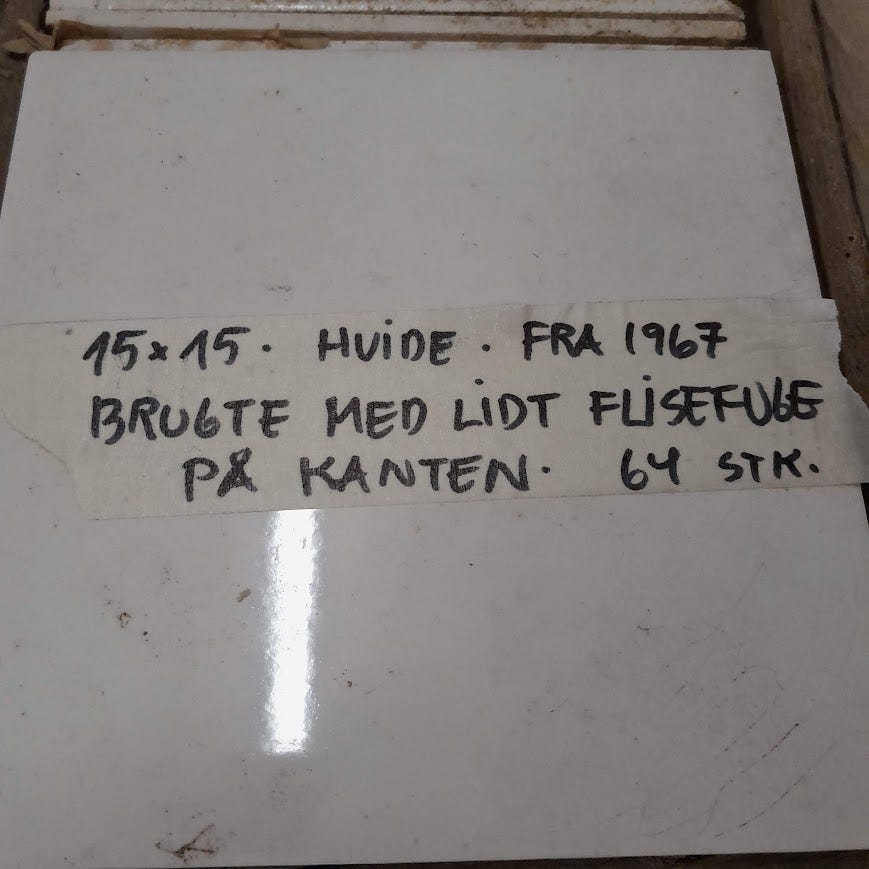 15x15. HViDE. FRA 1967
BRUGTE MED LiDT FLiSEFUGE
PÅ KANTEN. 64 STK.